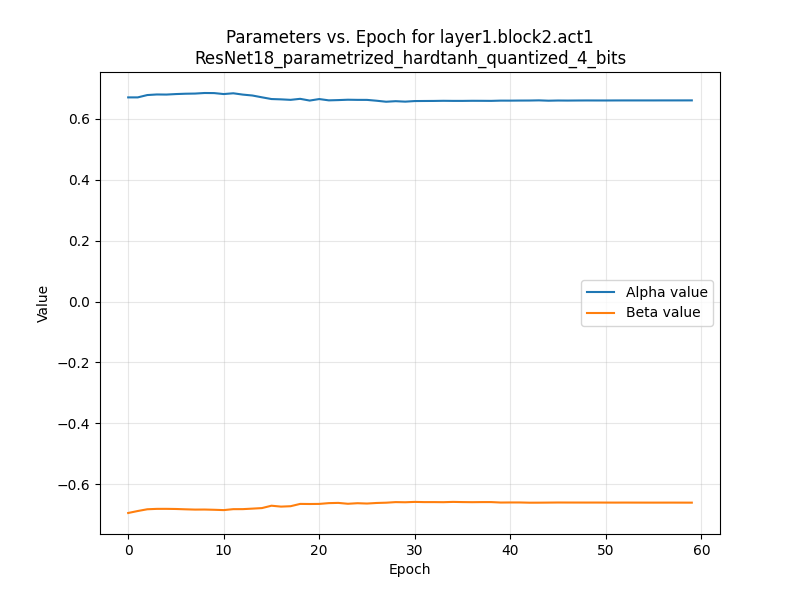 Parameters vs. Epoch for layer1.block2.act1
ResNet18_parametrized_hardtanh_quantized_4_bits
Value
0.6
0.4
0.2
0.0
−0.2
−0.4
−0.6
Alpha value
Beta value
0 10 20 30 40 50 60
Epoch